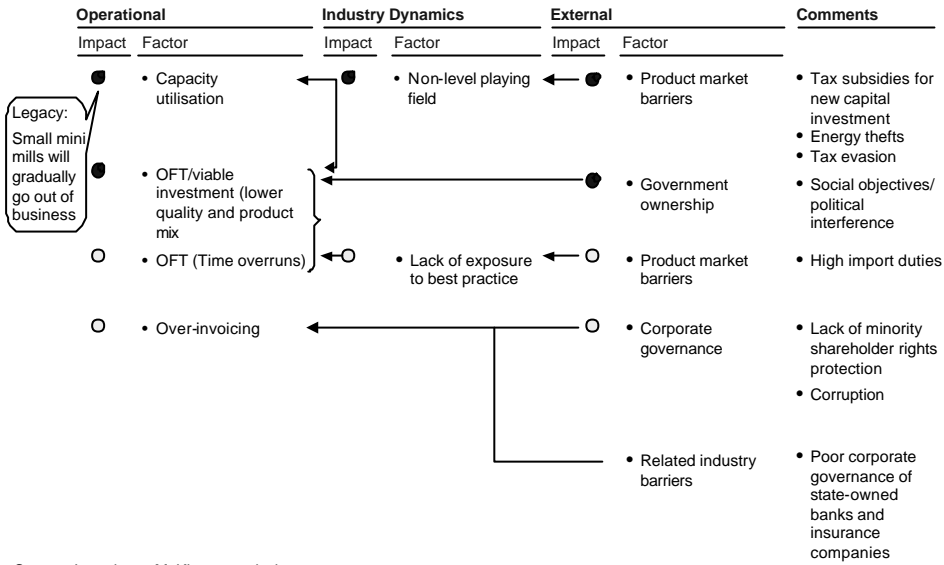 Operational Industry Dynamics External Comments
Impact Factor Impact Factor Impact Factor
Legacy:
Small mini
mills will
gradually
go out of
business
• Capacity
utilisation
• OFT/viable
investment (lower
quality and product
mix
• OFT (Time overruns)
• Over-invoicing
• Non-level playing
field
• Lack of exposure
to best practice
• Product market
barriers
• Government
ownership
• Product market
barriers
• Corporate
governance
• Related industry
barriers
• Tax subsidies for
new capital
investment
• Energy thefts
• Tax evasion
• Social objectives/
political
interference
• High import duties
• Lack of minority
shareholder rights
protection
• Corruption
• Poor corporate
governance of
state-owned
banks and
insurance
companies